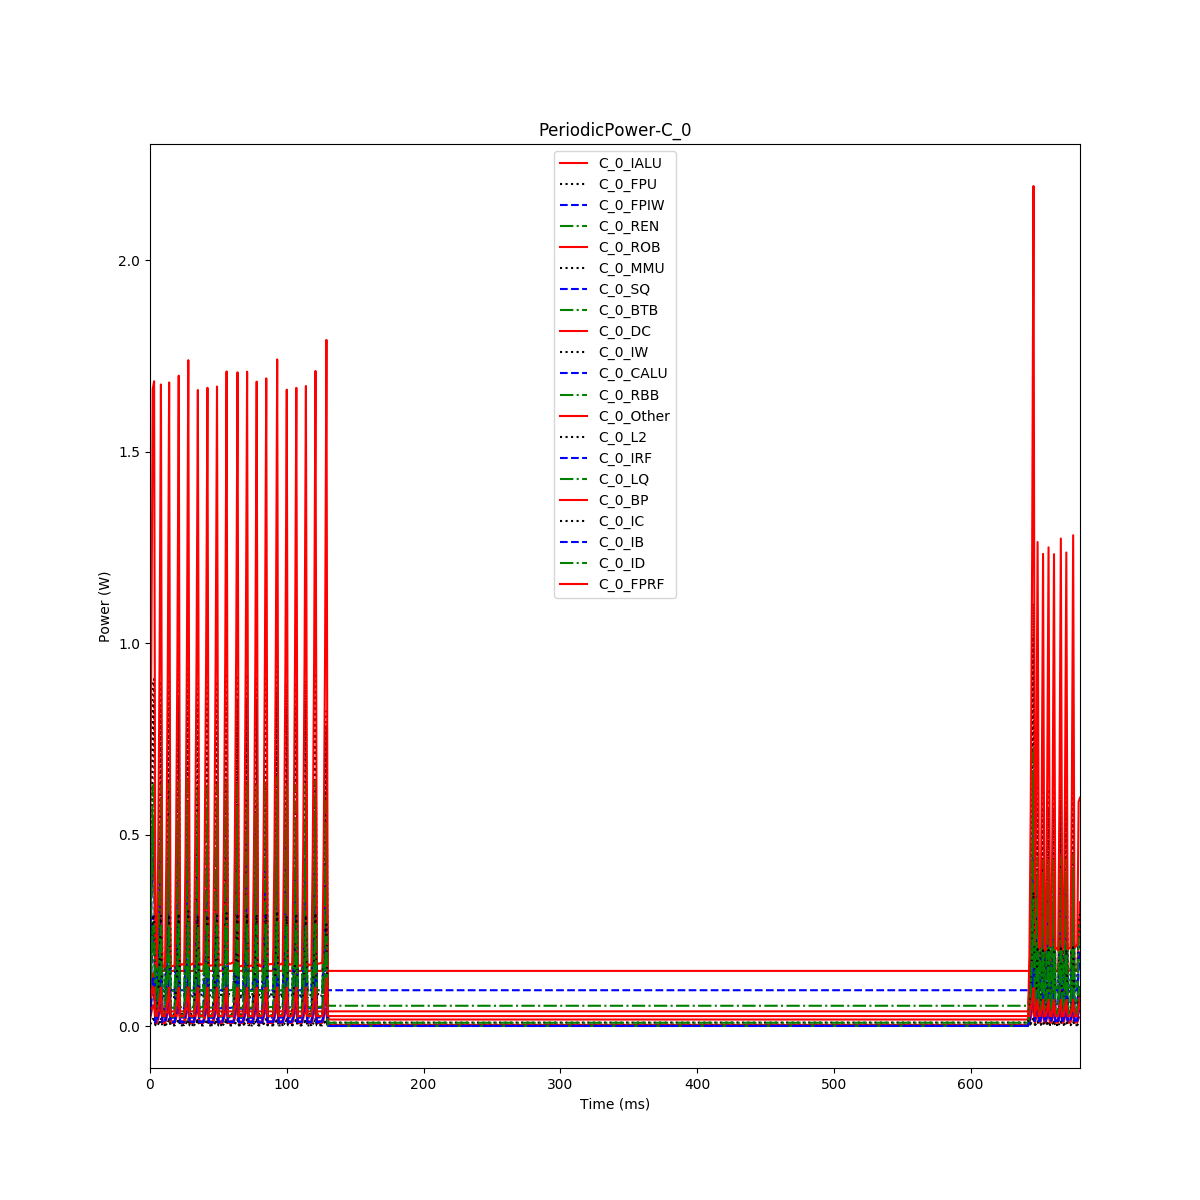 PeriodicPower-C_0
C_0_IALU
C_0_FPU
C_0_FPIW
C_0_REN
C_0_ROB
C_0_MMU
C_0_SQ
C_0_BTB
C_0_DC
C_0_IW
C_0_CALU
C_0_RBB
C_0_Other
C_0_L2
C_0_IRF
C_0_LQ
C_0_BP
C_0_IC
C_0_IB
C_0_ID
C_0_FPRF
Power (W)
2.0
1.5
1.0
0.5
0.0
0 100 200 300 400 500 600
Time (ms)